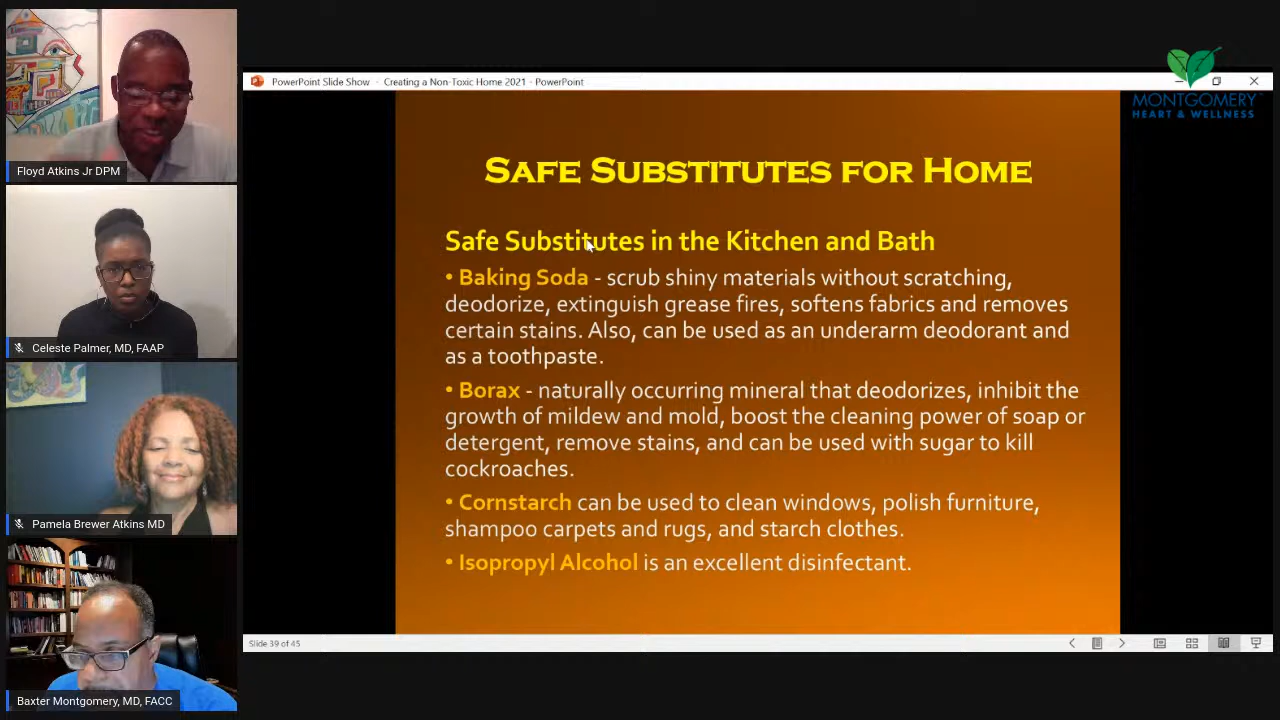 PowerPoint Slide Show - Creating a Non-Toxic Home 2021 - PowerPoint
MONTGOMERY
HEART & WELLNESS
SAFE SUBSTITUTES FOR HOME
Safe Substitutes in the Kitchen and Bath
• Baking Soda - scrub shiny materials without scratching,
deodorize, extinguish grease fires, softens fabrics and removes
certain stains. Also, can be used as an underarm deodorant and
as a toothpaste.
• Borax - naturally occurring mineral that deodorizes, inhibit the
growth of mildew and mold, boost the cleaning power of soap or
detergent, remove stains, and can be used with sugar to kill
cockroaches.
• Cornstarch can be used to clean windows, polish furniture,
shampoo carpets and rugs, and starch clothes.
• Isopropyl Alcohol is an excellent disinfectant.
Slide 39 of 45
Floyd Atkins Jr DPM
Celeste Palmer, MD, FAAP
Pamela Brewer Atkins MD
Baxter Montgomery, MD, FACC